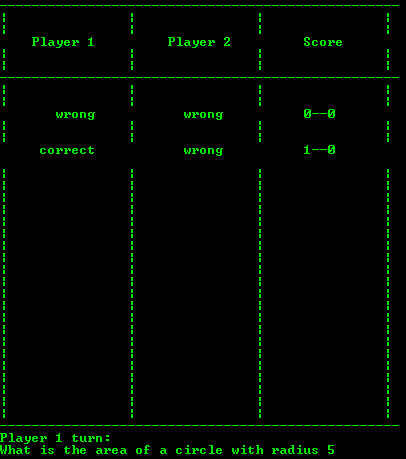 Player 1 Player 2 Score
wrong wrong 0--0
correct wrong 1--0
Player 1 turn:
What is the area of a circle with radius 5